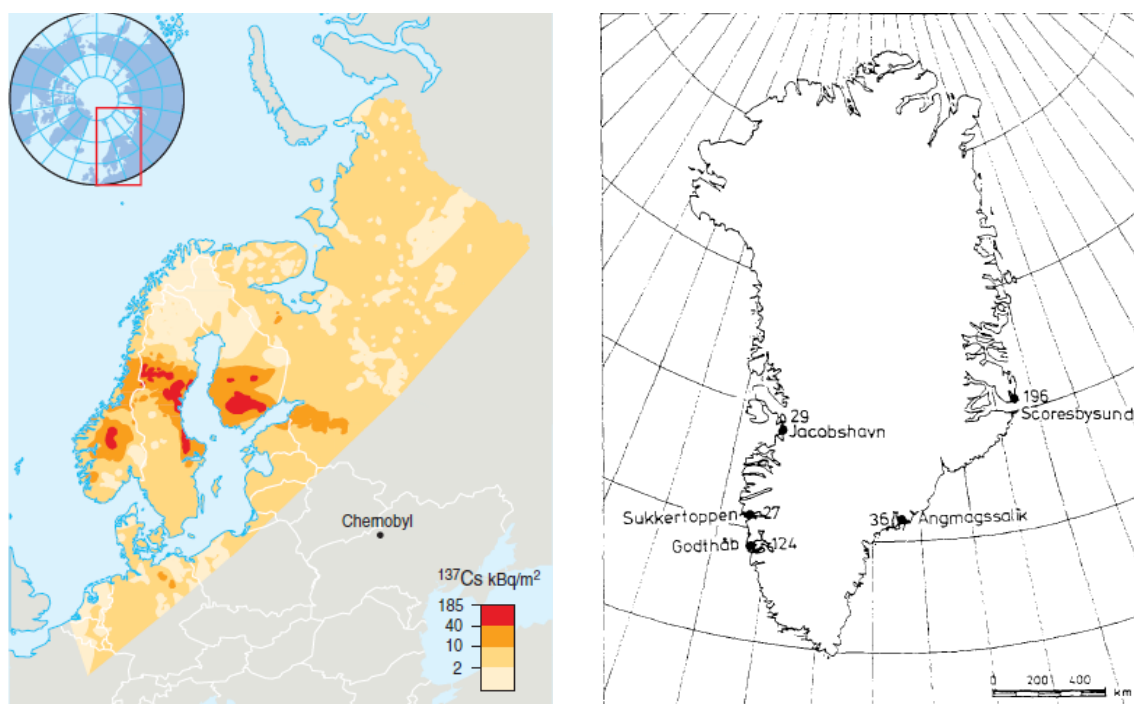 Chernobyl
¹³⁷Cs kBq/m²
185
40
10
2
196
Scoresbysund
29
Jacobshavn
Sukkertoppen
27
36
Angmagssalik
Godthåb
124
0 200 400 km